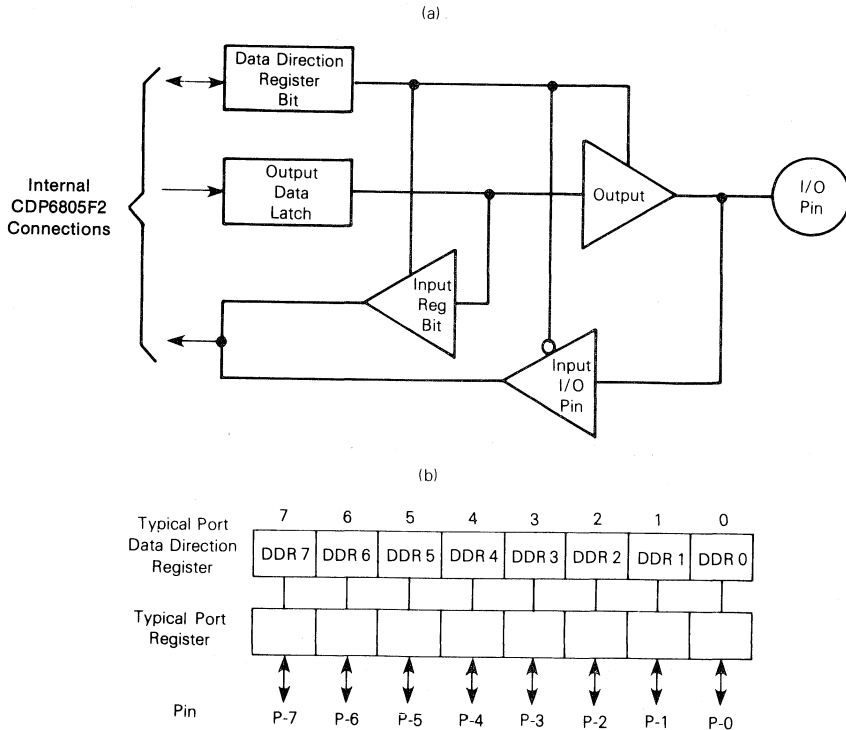 (a)
Data Direction
Register
Bit
Internal
CDP6805F2
Connections
Output
Data
Latch
Output
I/O
Pin
Input
Reg
Bit
Input
I/O
Pin
(b)
Typical Port
Data Direction
Register
7 6 5 4 3 2 1 0
DDR 7 DDR 6 DDR 5 DDR 4 DDR 3 DDR 2 DDR 1 DDR 0
Typical Port
Register
Pin P-7 P-6 P-5 P-4 P-3 P-2 P-1 P-0